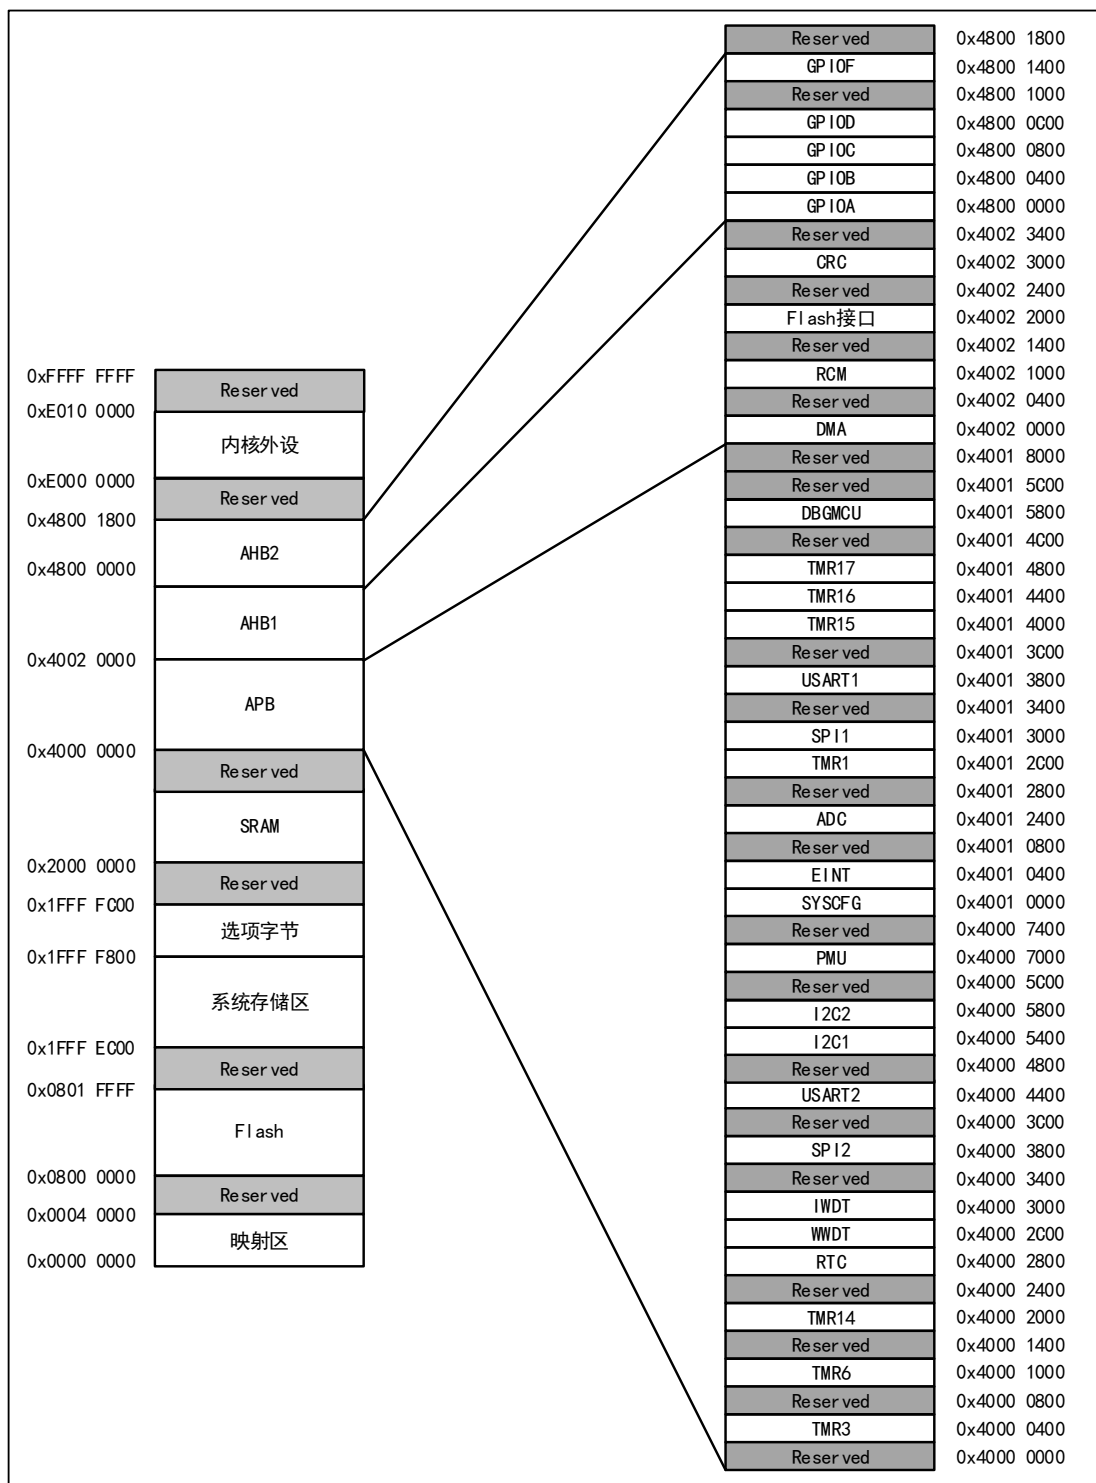 Reserved 0x4800 1800
GPIOF 0x4800 1400
Reserved 0x4800 1000
GPIOD 0x4800 0C00
GPIOC 0x4800 0800
GPIOB 0x4800 0400
GPIOA 0x4800 0000
Reserved 0x4002 3400
CRC 0x4002 3000
Reserved 0x4002 2400
Flash接口 0x4002 2000
Reserved 0x4002 1400
RCM 0x4002 1000
Reserved 0x4002 0400
DMA 0x4002 0000
Reserved 0x4001 8000
Reserved 0x4001 5C00
DBGMCU 0x4001 5800
Reserved 0x4001 4C00
TMR17 0x4001 4800
TMR16 0x4001 4400
TMR15 0x4001 4000
Reserved 0x4001 3C00
USART1 0x4001 3800
Reserved 0x4001 3400
SPI1 0x4001 3000
TMR1 0x4001 2C00
Reserved 0x4001 2800
ADC 0x4001 2400
Reserved 0x4001 0800
EINT 0x4001 0400
SYSCFG 0x4001 0000
Reserved 0x4000 7400
PMU 0x4000 7000
Reserved 0x4000 5C00
I2C2 0x4000 5800
I2C1 0x4000 5400
Reserved 0x4000 4800
USART2 0x4000 4400
Reserved 0x4000 3C00
SPI2 0x4000 3800
Reserved 0x4000 3400
IWDT 0x4000 3000
WWDT 0x4000 2C00
RTC 0x4000 2800
Reserved 0x4000 2400
TMR14 0x4000 2000
Reserved 0x4000 1400
TMR6 0x4000 1000
Reserved 0x4000 0800
TMR3 0x4000 0400
Reserved 0x4000 0000
0xFFFF FFFF
Reserved
0xE010 0000
内核外设
0xE000 0000
Reserved
0x4800 1800
AHB2
0x4800 0000
AHB1
0x4002 0000
APB
0x4000 0000
Reserved
SRAM
0x2000 0000
Reserved
0x1FFF FC00
选项字节
0x1FFF F800
系统存储区
0x1FFF EC00
Reserved
0x0801 FFFF
Flash
0x0800 0000
Reserved
0x0004 0000
映射区
0x0000 0000